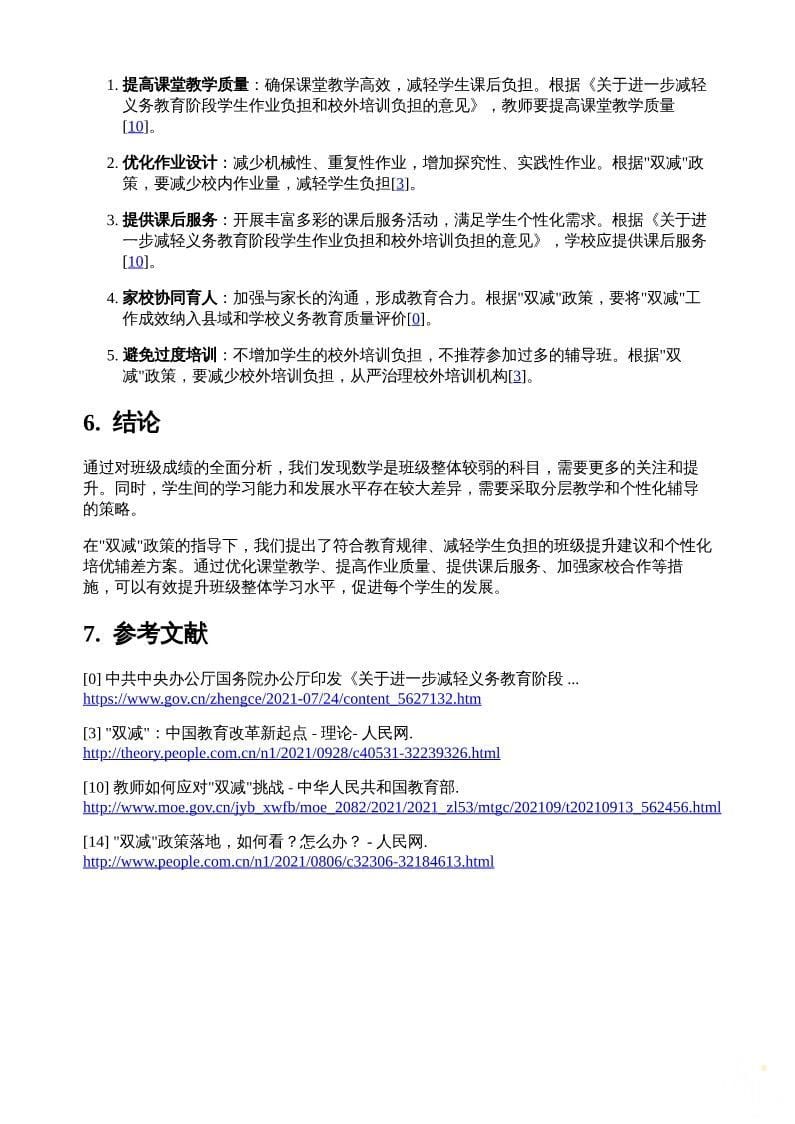 1. 提高课堂教学质量：确保课堂教学高效，减轻学生课后负担。根据《关于进一步减轻
义务教育阶段学生作业负担和校外培训负担的意见》，教师要提高课堂教学质量
[10]。
2. 优化作业设计：减少机械性、重复性作业，增加探究性、实践性作业。根据"双减"政
策，要减少校内作业量，减轻学生负担[3]。
3. 提供课后服务：开展丰富多彩的课后服务活动，满足学生个性化需求。根据《关于进
一步减轻义务教育阶段学生作业负担和校外培训负担的意见》，学校应提供课后服务
[10]。
4. 家校协同育人：加强与家长的沟通，形成教育合力。根据"双减"政策，要将"双减"工
作成效纳入县域和学校义务教育质量评价[0]。
5. 避免过度培训：不增加学生的校外培训负担，不推荐参加过多的辅导班。根据"双
减"政策，要减少校外培训负担，从严治理校外培训机构[3]。
6. 结论
通过对班级成绩的全面分析，我们发现数学是班级整体较弱的科目，需要更多的关注和提
升。同时，学生间的学习能力和发展水平存在较大差异，需要采取分层教学和个性化辅导
的策略。
在"双减"政策的指导下，我们提出了符合教育规律、减轻学生负担的班级提升建议和个性化
培优辅差方案。通过优化课堂教学、提高作业质量、提供课后服务、加强家校合作等措
施，可以有效提升班级整体学习水平，促进每个学生的发展。
7. 参考文献
[0] 中共中央办公厅国务院办公厅印发《关于进一步减轻义务教育阶段 ...
https://www.gov.cn/zhengce/2021-07/24/content_5627132.htm
[3] "双减"：中国教育改革新起点 - 理论- 人民网.
http://theory.people.com.cn/n1/2021/0928/c40531-32239326.html
[10] 教师如何应对"双减"挑战 - 中华人民共和国教育部.
http://www.moe.gov.cn/jyb_xwfb/moe_2082/2021/2021_zl53/mtgc/202109/t20210913_562456.html
[14] "双减"政策落地，如何看？怎么办？ - 人民网.
http://www.people.com.cn/n1/2021/0806/c32306-32184613.html